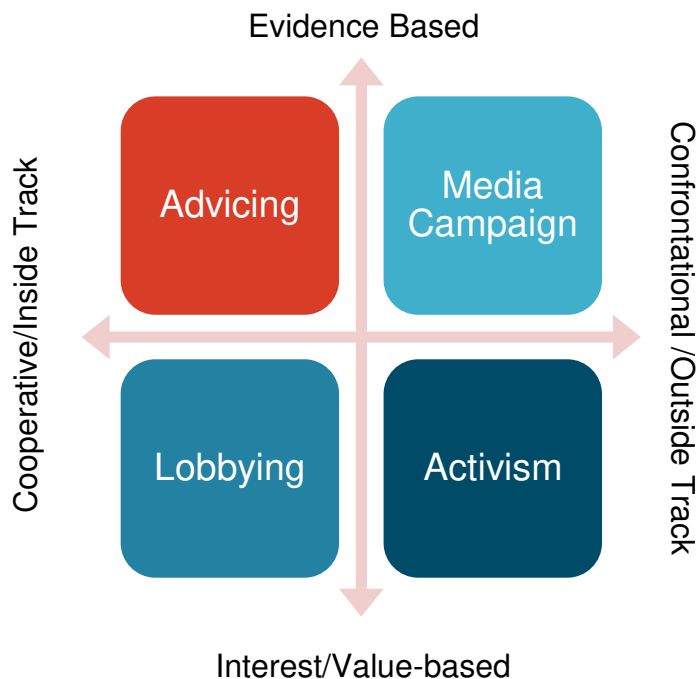 Evidence Based
Cooperative/Inside Track
Advicing
Media
Campaign
Confrontational /Outside Track
Lobbying
Activism
Interest/Value-based